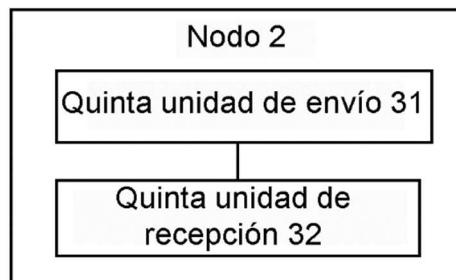 Nodo 2
Quinta unidad de envío 31
Quinta unidad de
recepción 32